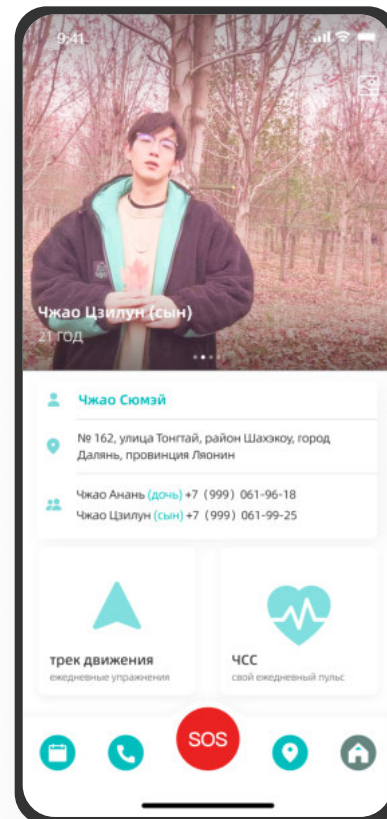 9:41
Чжао Цзилун (сын)
21 ГОД
Чжао Сюмэй
№ 162, улица Тонгтай, район Шахэкоу, город
Далянь, провинция Ляонин
Чжао Анань (дочь) +7 (999) 061-96-18
Чжао Цзилун (сын) +7 (999) 061-99-25
трек движения
ежедневные упражнения
ЧСС
свой ежедневный пульс
SOS